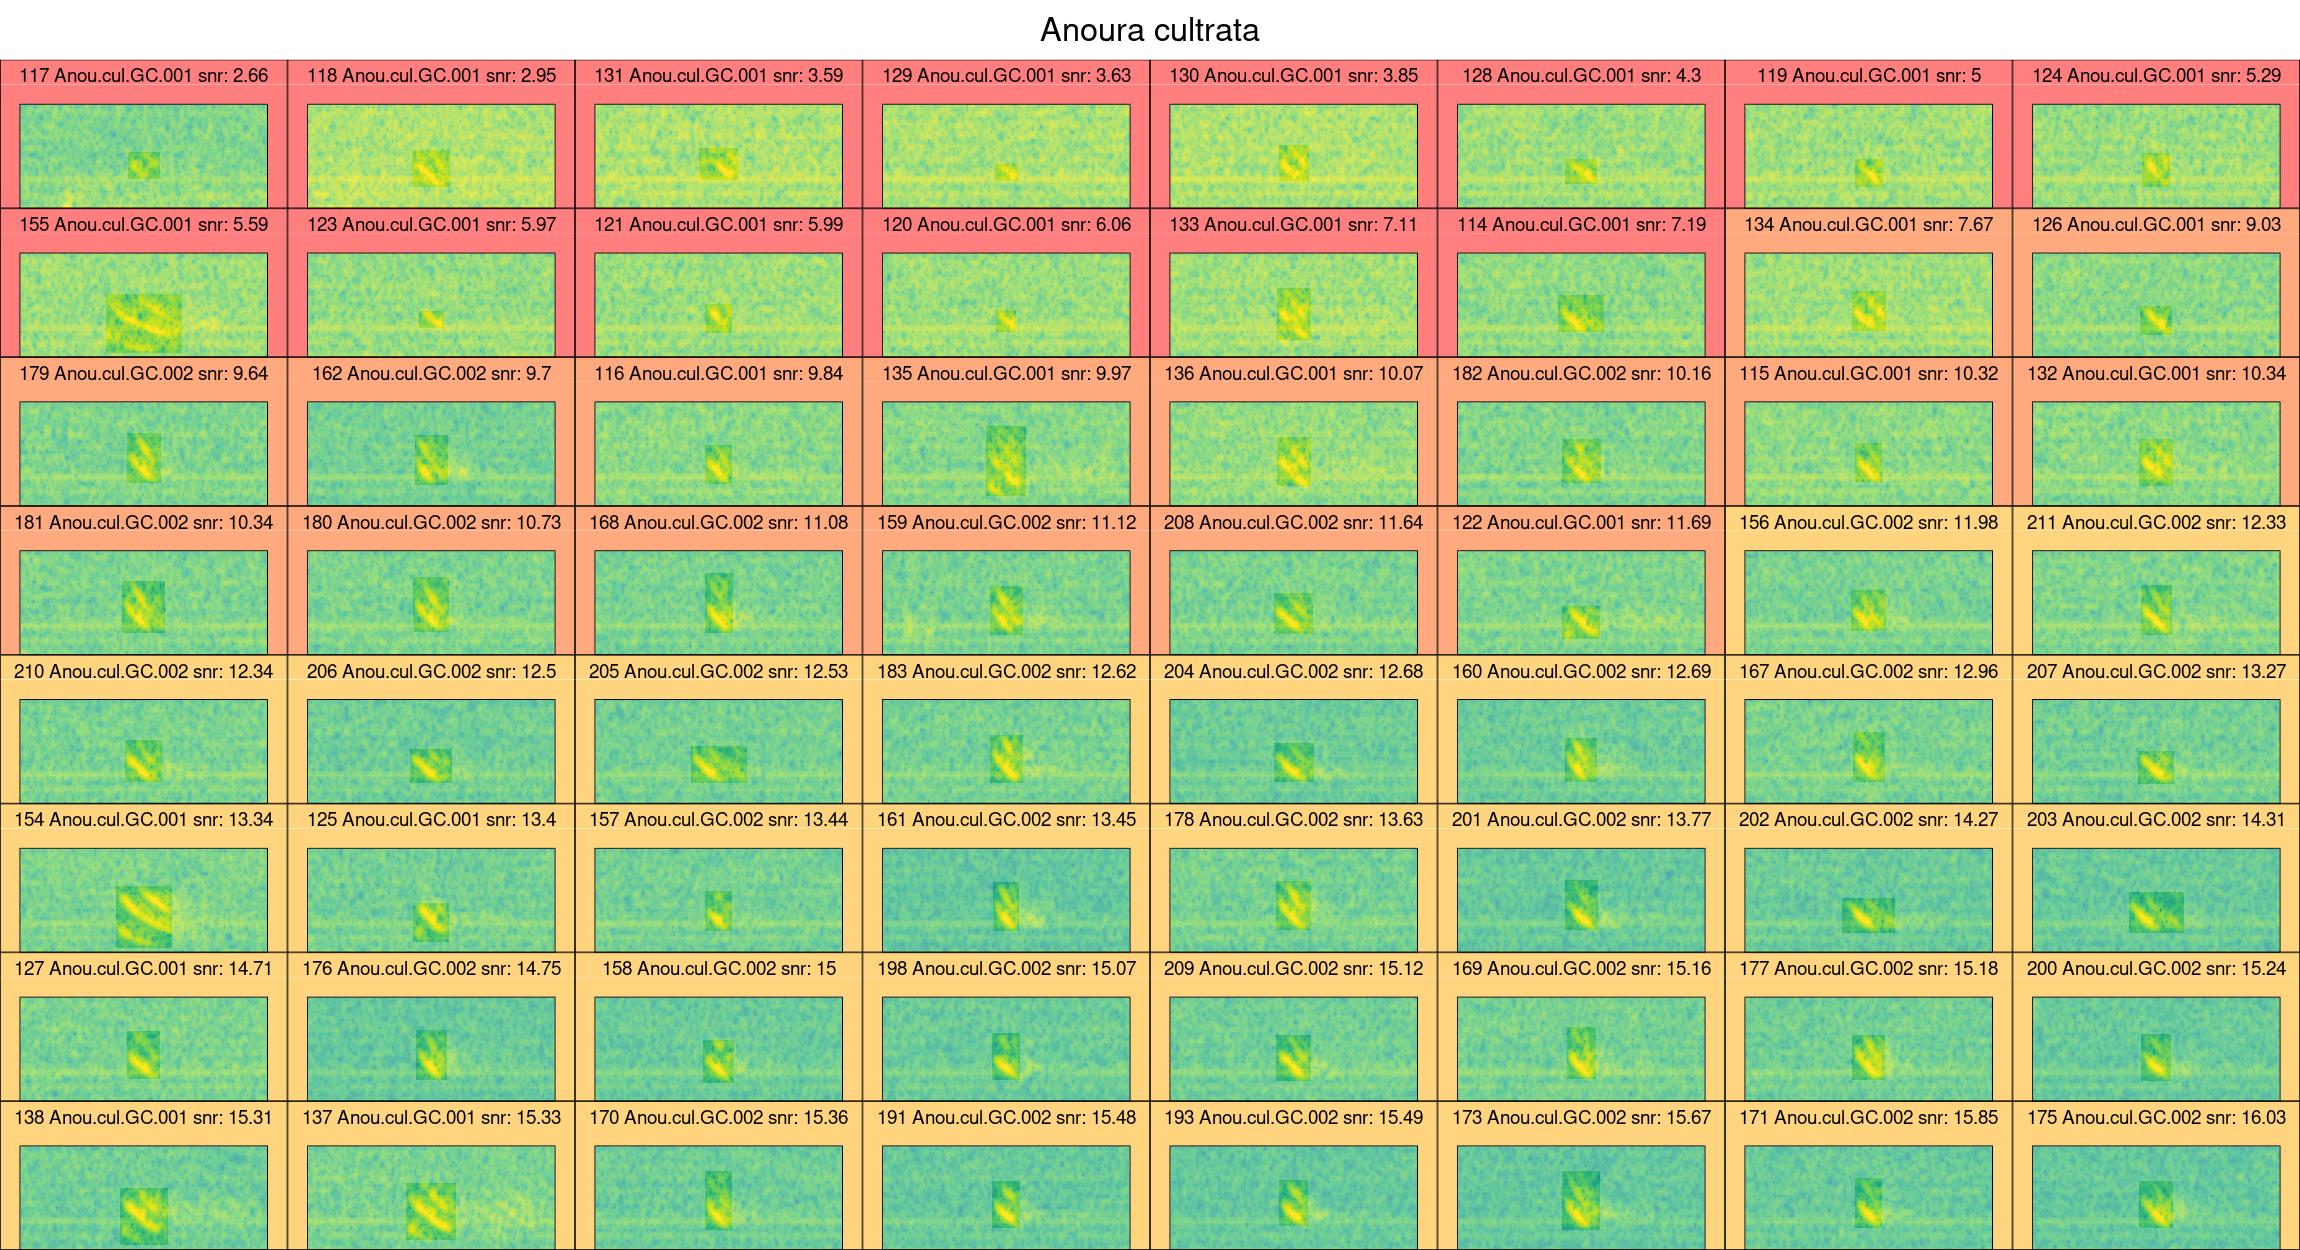 Anoura cultrata
117 Anou.cul.GC.001 snr: 2.66
118 Anou.cul.GC.001 snr: 2.95
131 Anou.cul.GC.001 snr: 3.59
129 Anou.cul.GC.001 snr: 3.63
130 Anou.cul.GC.001 snr: 3.85
128 Anou.cul.GC.001 snr: 4.3
119 Anou.cul.GC.001 snr: 5
124 Anou.cul.GC.001 snr: 5.29
155 Anou.cul.GC.001 snr: 5.59
123 Anou.cul.GC.001 snr: 5.97
121 Anou.cul.GC.001 snr: 5.99
120 Anou.cul.GC.001 snr: 6.06
133 Anou.cul.GC.001 snr: 7.11
114 Anou.cul.GC.001 snr: 7.19
134 Anou.cul.GC.001 snr: 7.67
126 Anou.cul.GC.001 snr: 9.03
179 Anou.cul.GC.002 snr: 9.64
162 Anou.cul.GC.002 snr: 9.7
116 Anou.cul.GC.001 snr: 9.84
135 Anou.cul.GC.001 snr: 9.97
136 Anou.cul.GC.001 snr: 10.07
182 Anou.cul.GC.002 snr: 10.16
115 Anou.cul.GC.001 snr: 10.32
132 Anou.cul.GC.001 snr: 10.34
181 Anou.cul.GC.002 snr: 10.34
180 Anou.cul.GC.002 snr: 10.73
168 Anou.cul.GC.002 snr: 11.08
159 Anou.cul.GC.002 snr: 11.12
208 Anou.cul.GC.002 snr: 11.64
122 Anou.cul.GC.001 snr: 11.69
156 Anou.cul.GC.002 snr: 11.98
211 Anou.cul.GC.002 snr: 12.33
210 Anou.cul.GC.002 snr: 12.34
206 Anou.cul.GC.002 snr: 12.5
205 Anou.cul.GC.002 snr: 12.53
183 Anou.cul.GC.002 snr: 12.62
204 Anou.cul.GC.002 snr: 12.68
160 Anou.cul.GC.002 snr: 12.69
167 Anou.cul.GC.002 snr: 12.96
207 Anou.cul.GC.002 snr: 13.27
154 Anou.cul.GC.001 snr: 13.34
125 Anou.cul.GC.001 snr: 13.4
157 Anou.cul.GC.002 snr: 13.44
161 Anou.cul.GC.002 snr: 13.45
178 Anou.cul.GC.002 snr: 13.63
201 Anou.cul.GC.002 snr: 13.77
202 Anou.cul.GC.002 snr: 14.27
203 Anou.cul.GC.002 snr: 14.31
127 Anou.cul.GC.001 snr: 14.71
176 Anou.cul.GC.002 snr: 14.75
158 Anou.cul.GC.002 snr: 15
198 Anou.cul.GC.002 snr: 15.07
209 Anou.cul.GC.002 snr: 15.12
169 Anou.cul.GC.002 snr: 15.16
177 Anou.cul.GC.002 snr: 15.18
200 Anou.cul.GC.002 snr: 15.24
138 Anou.cul.GC.001 snr: 15.31
137 Anou.cul.GC.001 snr: 15.33
170 Anou.cul.GC.002 snr: 15.36
191 Anou.cul.GC.002 snr: 15.48
193 Anou.cul.GC.002 snr: 15.49
173 Anou.cul.GC.002 snr: 15.67
171 Anou.cul.GC.002 snr: 15.85
175 Anou.cul.GC.002 snr: 16.03